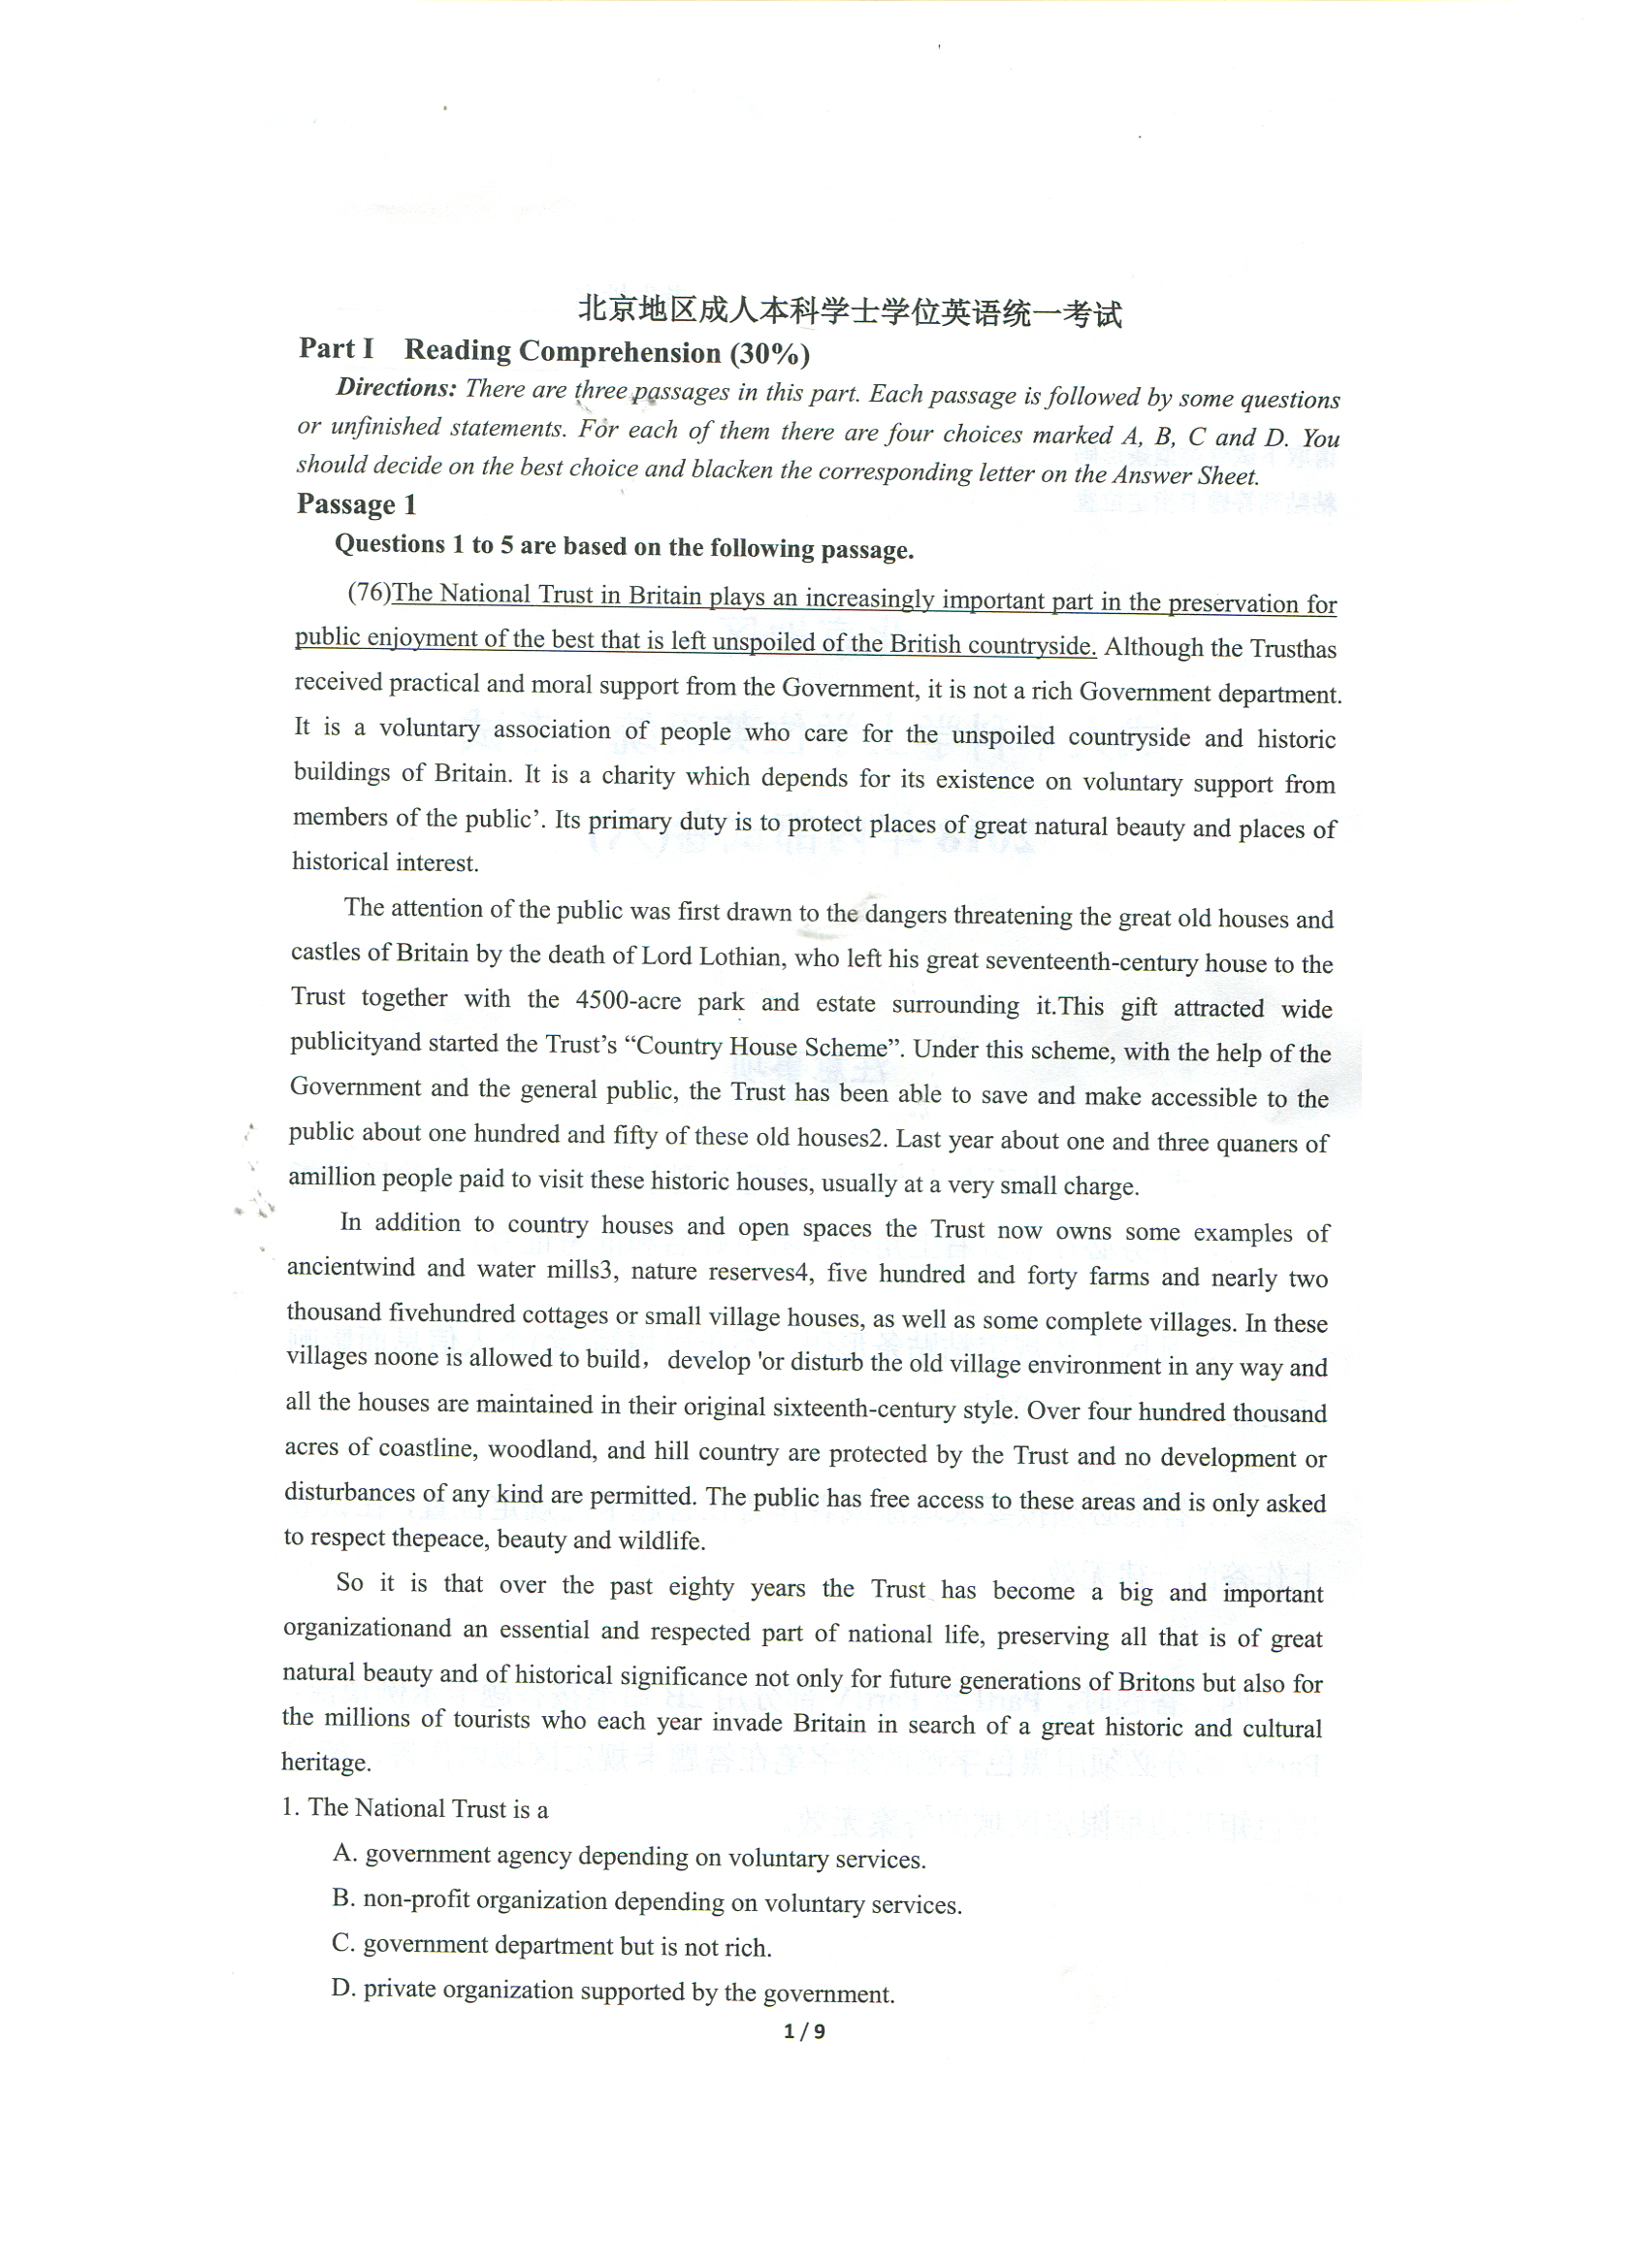 北京地区成人本科学士学位英语统一考试
Part I Reading Comprehension (30%)
Directions: There are three passages in this part. Each passage is followed by some questions
or unfinished statements. For each of them there are four choices marked A, B, C and D. You
should decide on the best choice and blacken the corresponding letter on the Answer Sheet.
Passage 1
Questions 1 to 5 are based on the following passage.
(76)The National Trust in Britain plays an increasingly important part in the preservation for
public enjoyment of the best that is left unspoiled of the British countryside. Although the Trusthas
received practical and moral support from the Government, it is not a rich Government department.
It is a voluntary association of people who care for the unspoiled countryside and historic
buildings of Britain. It is a charity which depends for its existence on voluntary support from
members of the public’. Its primary duty is to protect places of great natural beauty and places of
historical interest.
The attention of the public was first drawn to the dangers threatening the great old houses and
castles of Britain by the death of Lord Lothian, who left his great seventeenth-century house to the
Trust together with the 4500-acre park and estate surrounding it.This gift attracted wide
publicityand started the Trust’s “Country House Scheme”. Under this scheme, with the help of the
Government and the general public, the Trust has been able to save and make accessible to the
public about one hundred and fifty of these old houses2. Last year about one and three quaners of
amillion people paid to visit these historic houses, usually at a very small charge.
In addition to country houses and open spaces the Trust now owns some examples of
ancientwind and water mills3, nature reserves4, five hundred and forty farms and nearly two
thousand fivehundred cottages or small village houses, as well as some complete villages. In these
villages noone is allowed to build，develop 'or disturb the old village environment in any way and
all the houses are maintained in their original sixteenth-century style. Over four hundred thousand
acres of coastline, woodland, and hill country are protected by the Trust and no development or
disturbances of any kind are permitted. The public has free access to these areas and is only asked
to respect thepeace, beauty and wildlife.
So it is that over the past eighty years the Trust has become a big and important
organizationand an essential and respected part of national life, preserving all that is of great
natural beauty and of historical significance not only for future generations of Britons but also for
the millions of tourists who each year invade Britain in search of a great historic and cultural
heritage.
1. The National Trust is a
A. government agency depending on voluntary services.
B. non-profit organization depending on voluntary services.
C. government department but is not rich.
D. private organization supported by the government.
1 / 9